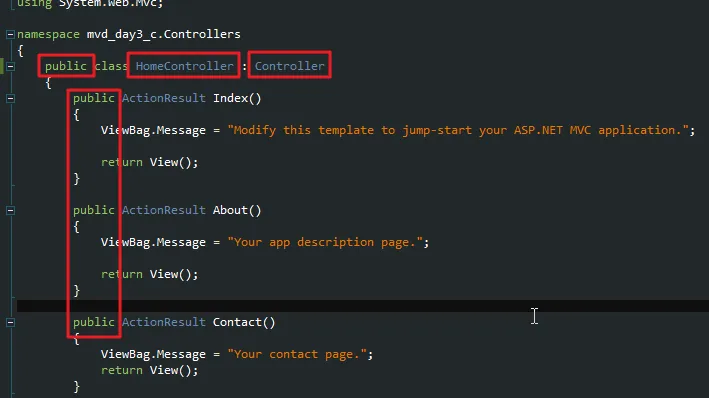 using System.Web.Mvc;
namespace mvd_day3_c.Controllers
{
public class HomeController : Controller
{
public ActionResult Index()
{
ViewBag.Message = "Modify this template to jump-start your ASP.NET MVC application.";
return View();
}
public ActionResult About()
{
ViewBag.Message = "Your app description page.";
return View();
}
public ActionResult Contact()
{
ViewBag.Message = "Your contact page.";
return View();
}